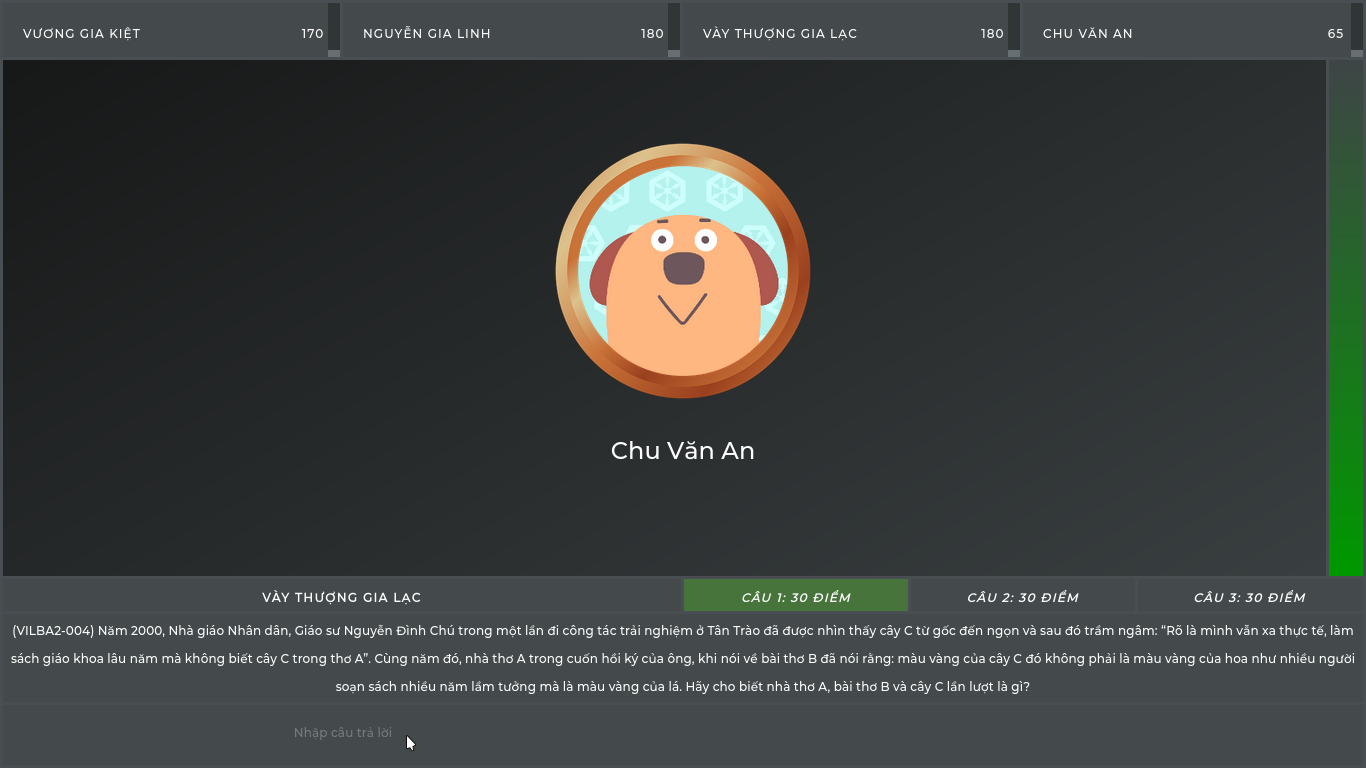 VƯƠNG GIA KIỆT 170 NGUYỄN GIA LINH 180 VÀY THƯỢNG GIA LẠC 180 CHU VĂN AN 65
Chu Văn An
VÀY THƯỢNG GIA LẠC CÂU 1: 30 ĐIỂM CÂU 2: 30 ĐIỂM CÂU 3: 30 ĐIỂM
(VILBA2-004) Năm 2000, Nhà giáo Nhân dân, Giáo sư Nguyễn Đình Chú trong một lần đi công tác trải nghiệm ở Tân Trào đã được nhìn thấy cây C từ gốc đến ngọn và sau đó trầm ngâm: “Rõ là mình vẫn xa thực tế, làm
sách giáo khoa lâu năm mà không biết cây C trong thơ A”. Cùng năm đó, nhà thơ A trong cuốn hồi ký của ông, khi nói về bài thơ B đã nói rằng: màu vàng của cây C đó không phải là màu vàng của hoa như nhiều người
soạn sách nhiều năm lầm tưởng mà là màu vàng của lá. Hãy cho biết nhà thơ A, bài thơ B và cây C lần lượt là gì?
Nhập câu trả lời